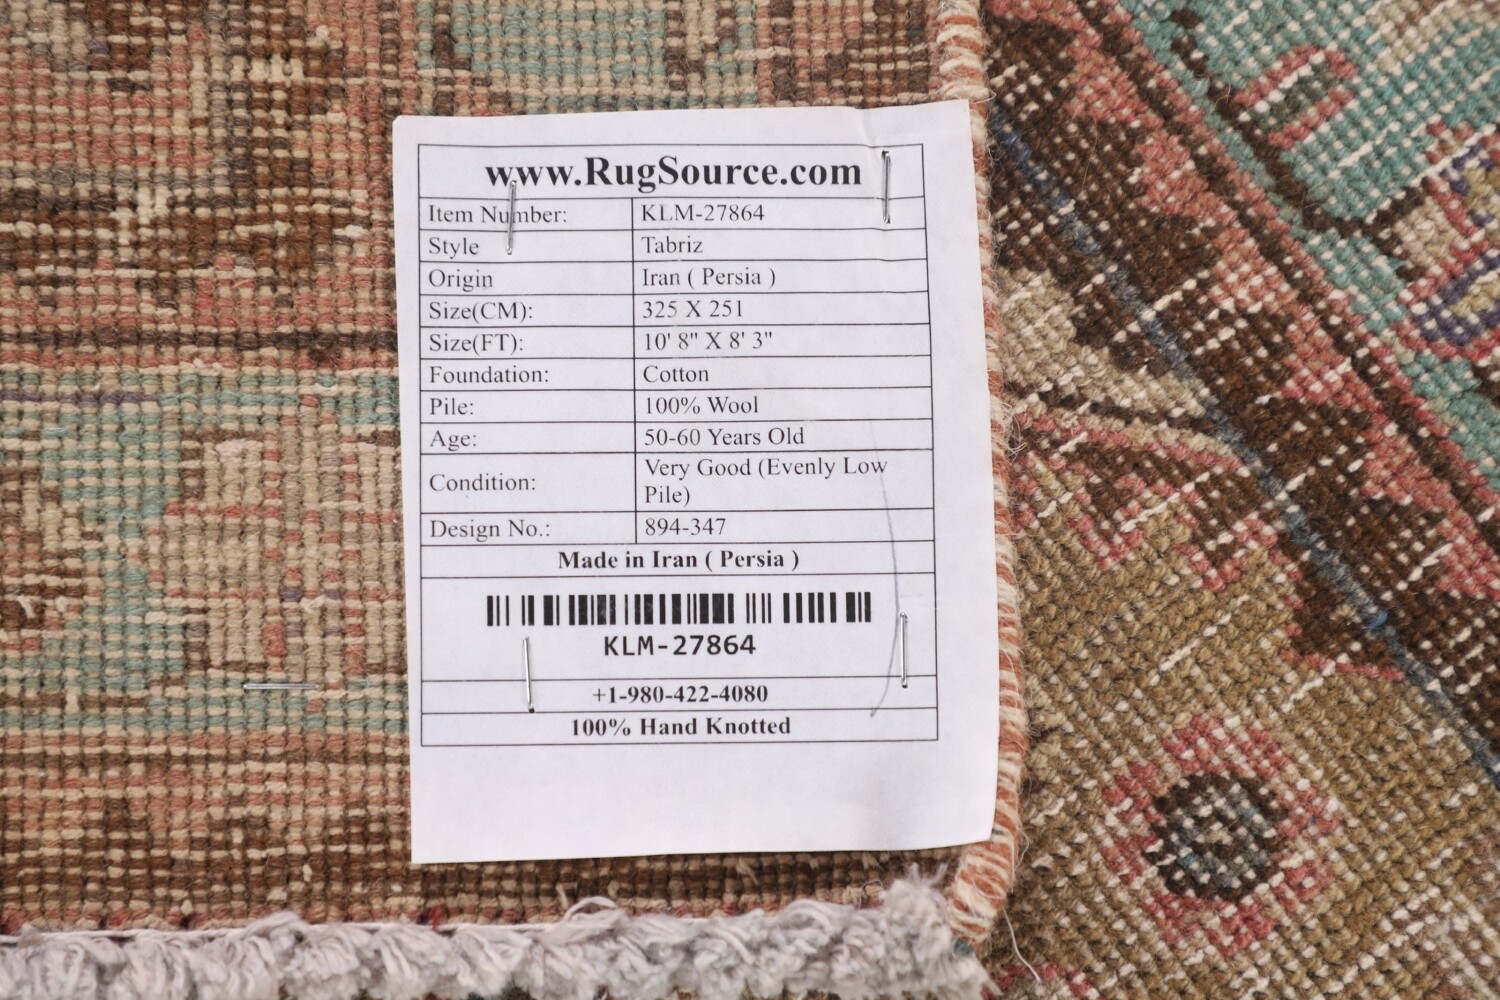 www.RugSource.com
Item Number: KLM-27864
Style Tabriz
Origin Iran ( Persia )
Size(CM): 325 X 251
Size(FT): 10' 8" X 8' 3"
Foundation: Cotton
Pile: 100% Wool
Age: 50-60 Years Old
Condition: Very Good (Evenly Low
Pile)
Design No.: 894-347
Made in Iran ( Persia )
KLM-27864
+1-980-422-4080
100% Hand Knotted